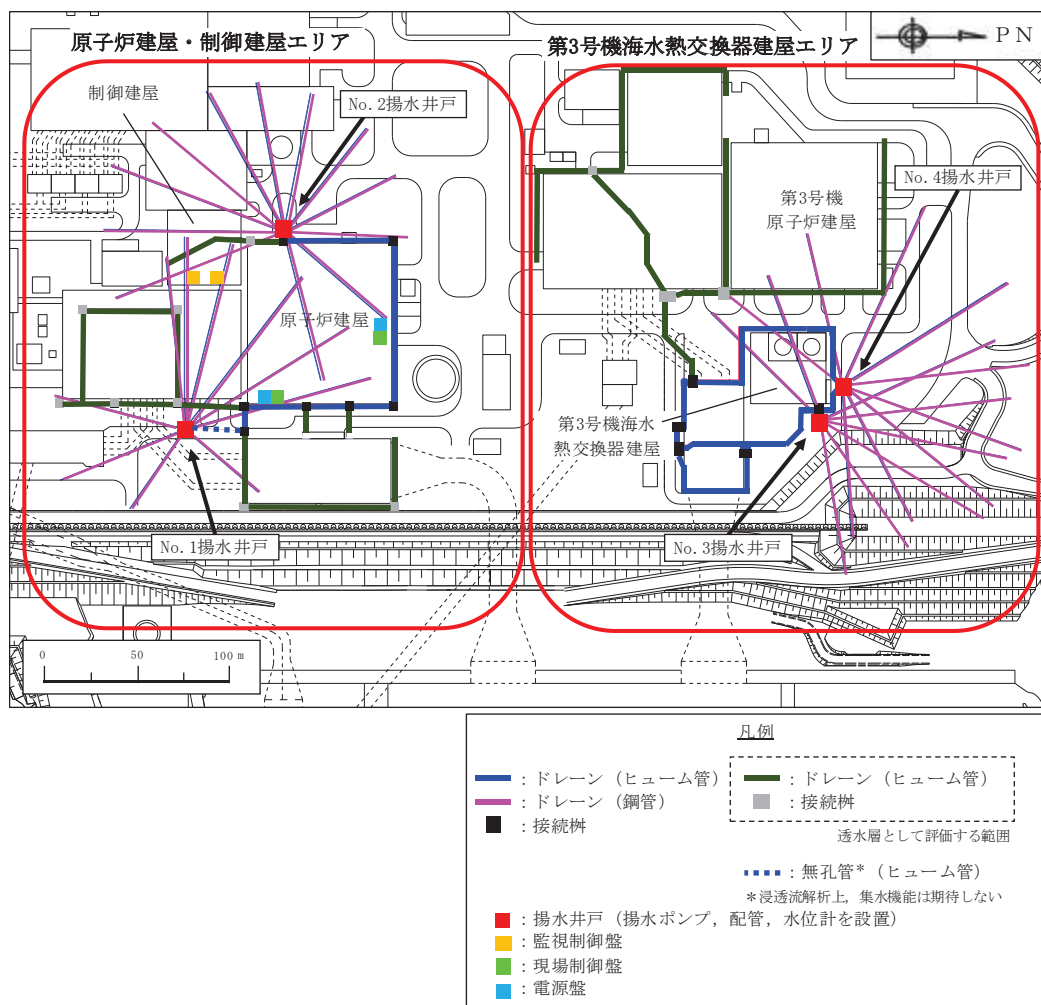 原子炉建屋・制御建屋エリア
第3号機海水熱交換器建屋エリア
PN
制御建屋
No.2揚水井戸
No.4揚水井戸
第3号機
原子炉建屋
原子炉建屋
第3号機海水
熱交換器建屋
No.1揚水井戸
No.3揚水井戸
0 50 100 m
凡例
：ドレーン（ヒューム管）
：ドレーン（鋼管）
：接続桝
：ドレーン（ヒューム管）
：接続桝
透水層として評価する範囲
：無孔管*（ヒューム管）
*浸透流解析上，集水機能は期待しない
：揚水井戸（揚水ポンプ，配管，水位計を設置）
：監視制御盤
：現場制御盤
：電源盤